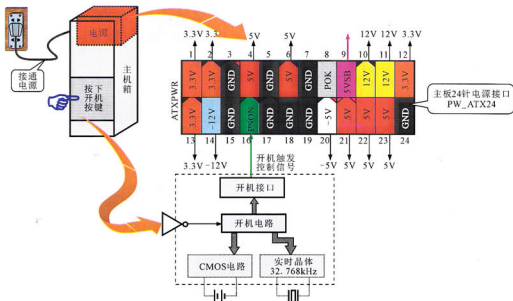 电源
接通
电源
主机箱
按下
开机
按键
3.3V 3.3V 5V 5V 12V 12V 3.3V
1 2 3 4 5 6 7 8 9 10 11 12
ATXPWR
3.3V 3.3V GND 5V GND 5V GND POK 5VSB 12V 12V 3.3V
3.3V -12V GND PSON GND GND GND -5V 5V 5V 5V GND
13 14 15 16 17 18 19 20 21 22 23 24
3.3V -12V -5V 5V 5V 5V
主板24针电源接口
PW_ATX24
开机触发
控制信号
开机接口
开机电路
CMOS电路
实时晶体
32.768kHz